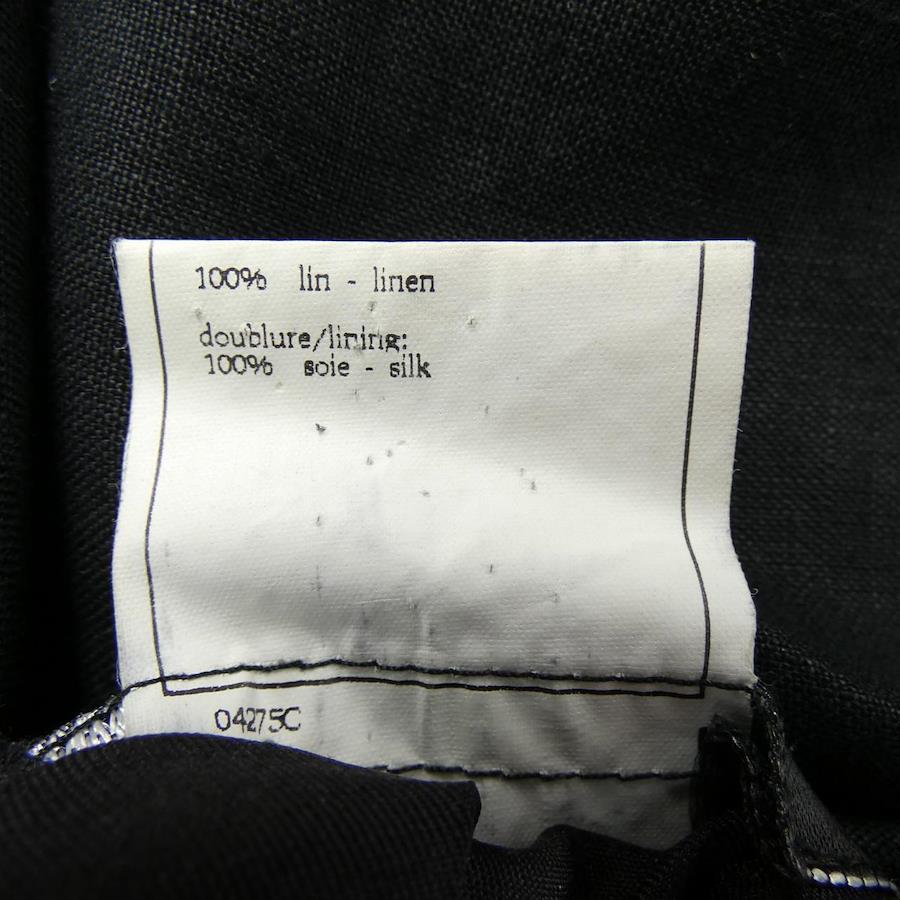 100% lin - linen
doublure/lining:
100% soie - silk
04275C